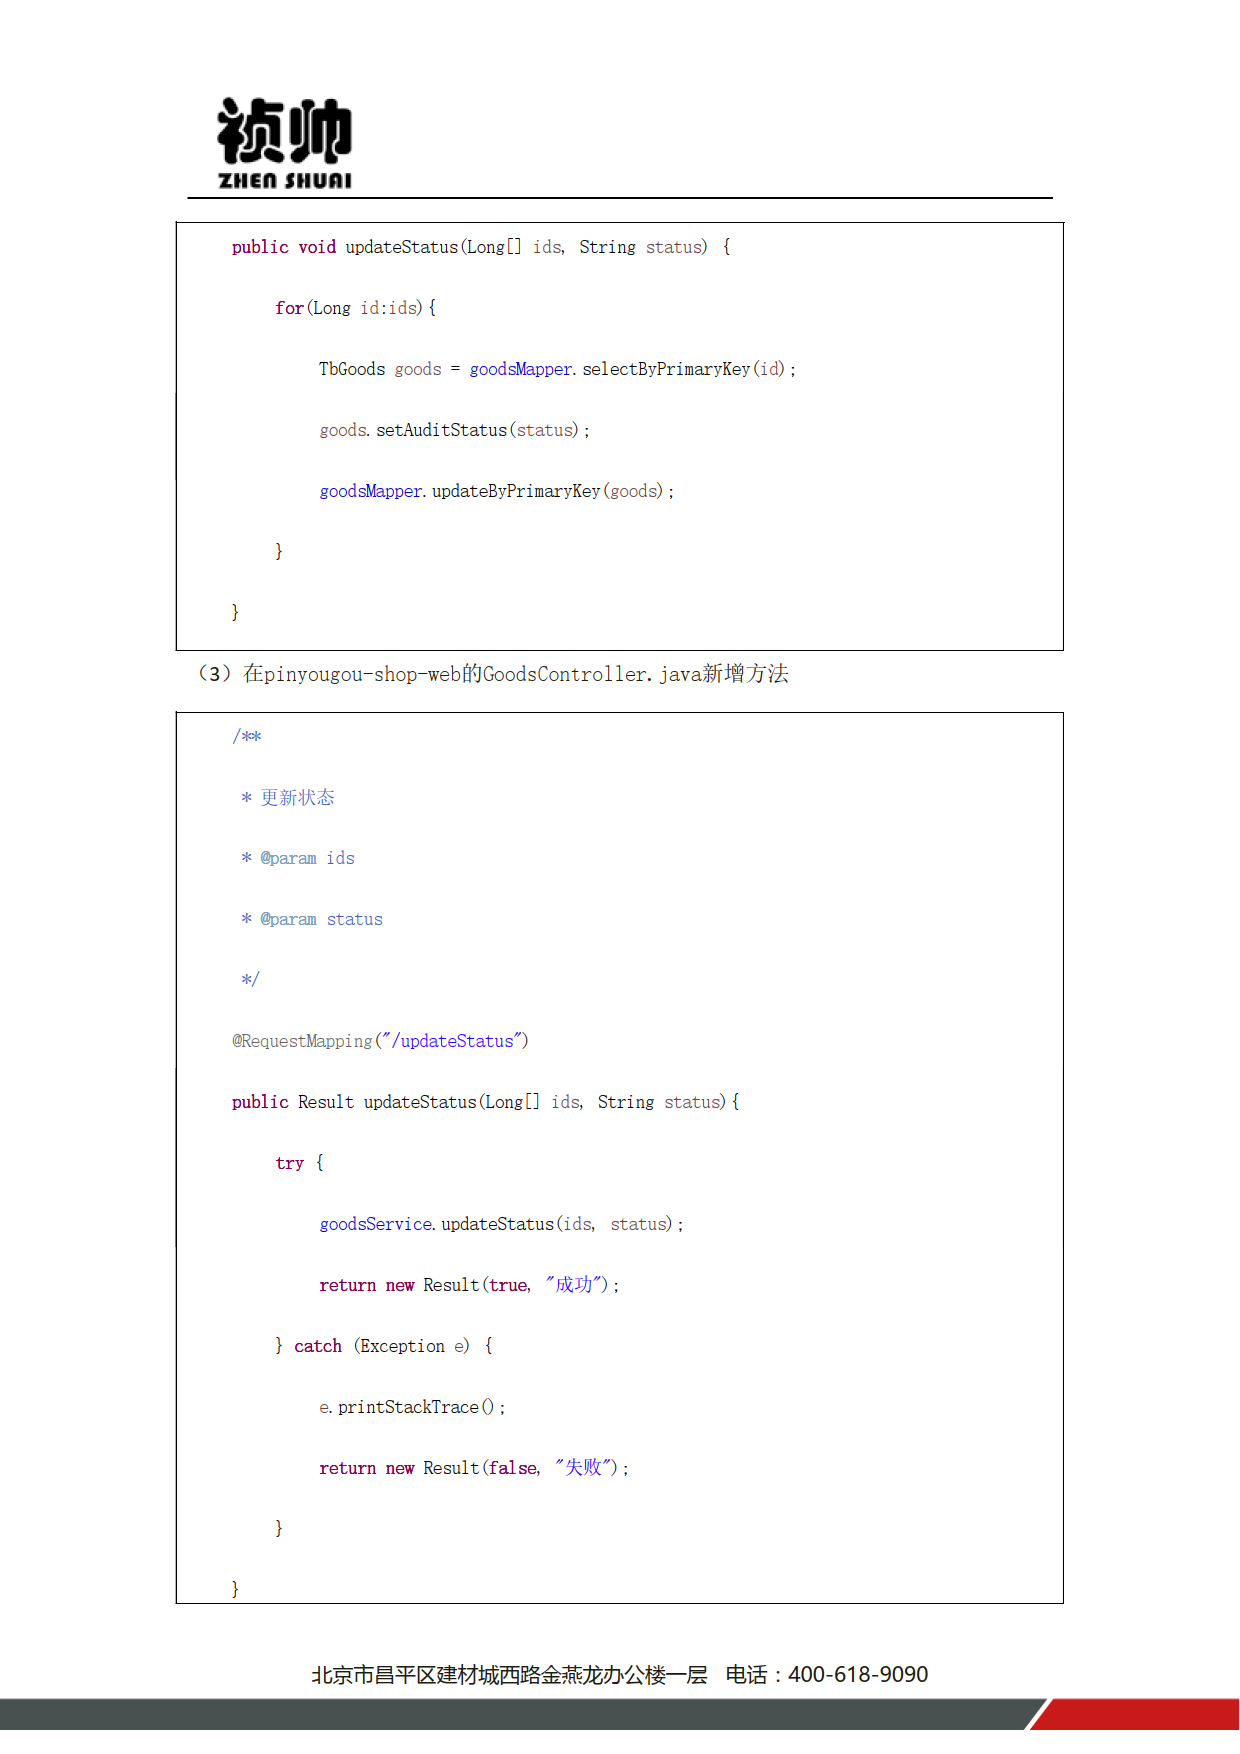 祯帅
ZHEN SHUAI
public void updateStatus(Long[] ids, String status) {
for(Long id:ids){
TbGoods goods = goodsMapper.selectByPrimaryKey(id);
goods.setAuditStatus(status);
goodsMapper.updateByPrimaryKey(goods);
}
}
（3）在pinyougou-shop-web的GoodsController.java新增方法
/**
* 更新状态
* @param ids
* @param status
*/
@RequestMapping("/updateStatus")
public Result updateStatus(Long[] ids, String status){
try {
goodsService.updateStatus(ids, status);
return new Result(true, "成功");
} catch (Exception e) {
e.printStackTrace();
return new Result(false, "失败");
}
}
北京市昌平区建材城西路金燕龙办公楼一层 电话：400-618-9090